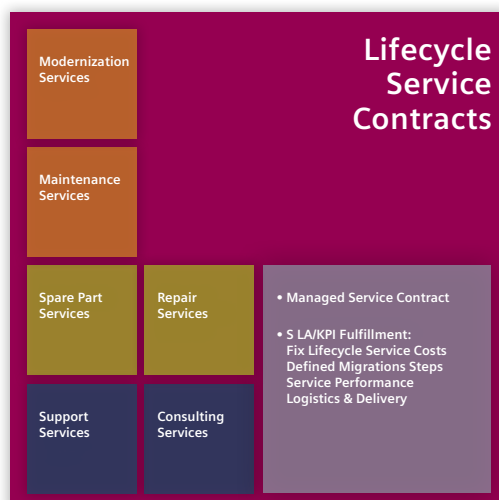 Lifecycle
Service
Contracts
Modernization
Services
Maintenance
Services
Spare Part
Services
Repair
Services
• Managed Service Contract
• S LA/KPI Fulfillment:
Fix Lifecycle Service Costs
Defined Migrations Steps
Service Performance
Logistics & Delivery
Support
Services
Consulting
Services